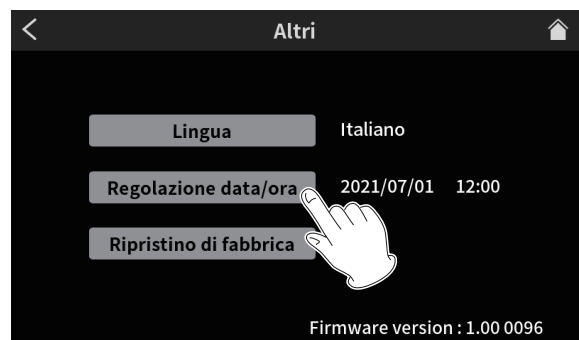 Altri
Lingua Italiano
Regolazione data/ora 2021/07/01 12:00
Ripristino di fabbrica
Firmware version : 1.00 0096